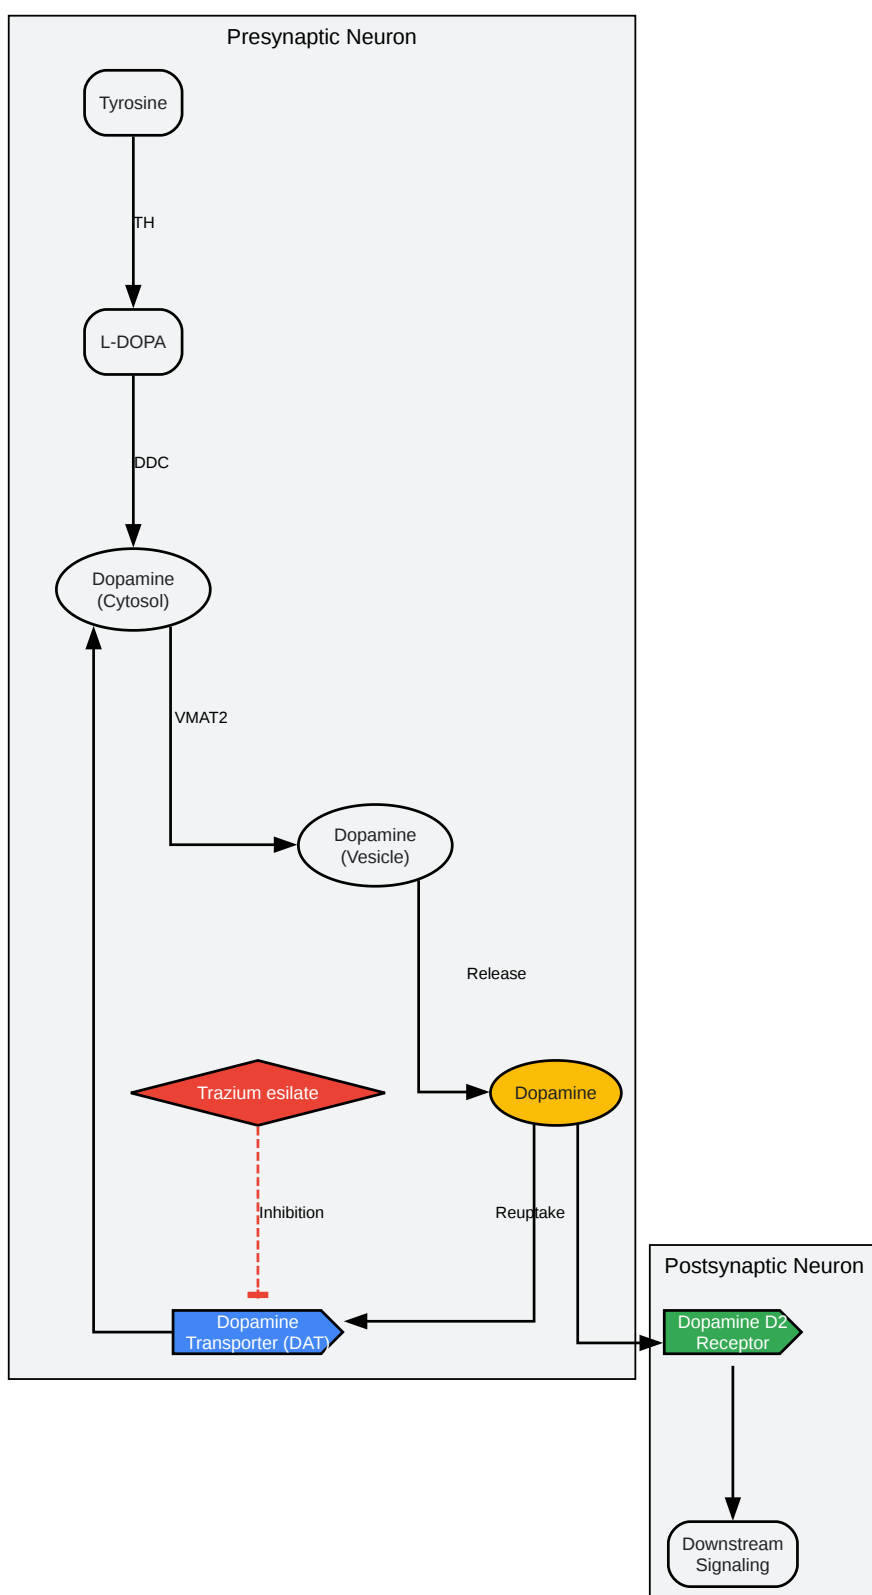 Presynaptic Neuron
Tyrosine
TH
L-DOPA
DDC
Dopamine
(Cytosol)
VMAT2
Dopamine
(Vesicle)
Release
Trazium esilate
Dopamine
Inhibition
Reuptake
Dopamine
Transporter (DAT)
Postsynaptic Neuron
Dopamine D2
Receptor
Downstream
Signaling